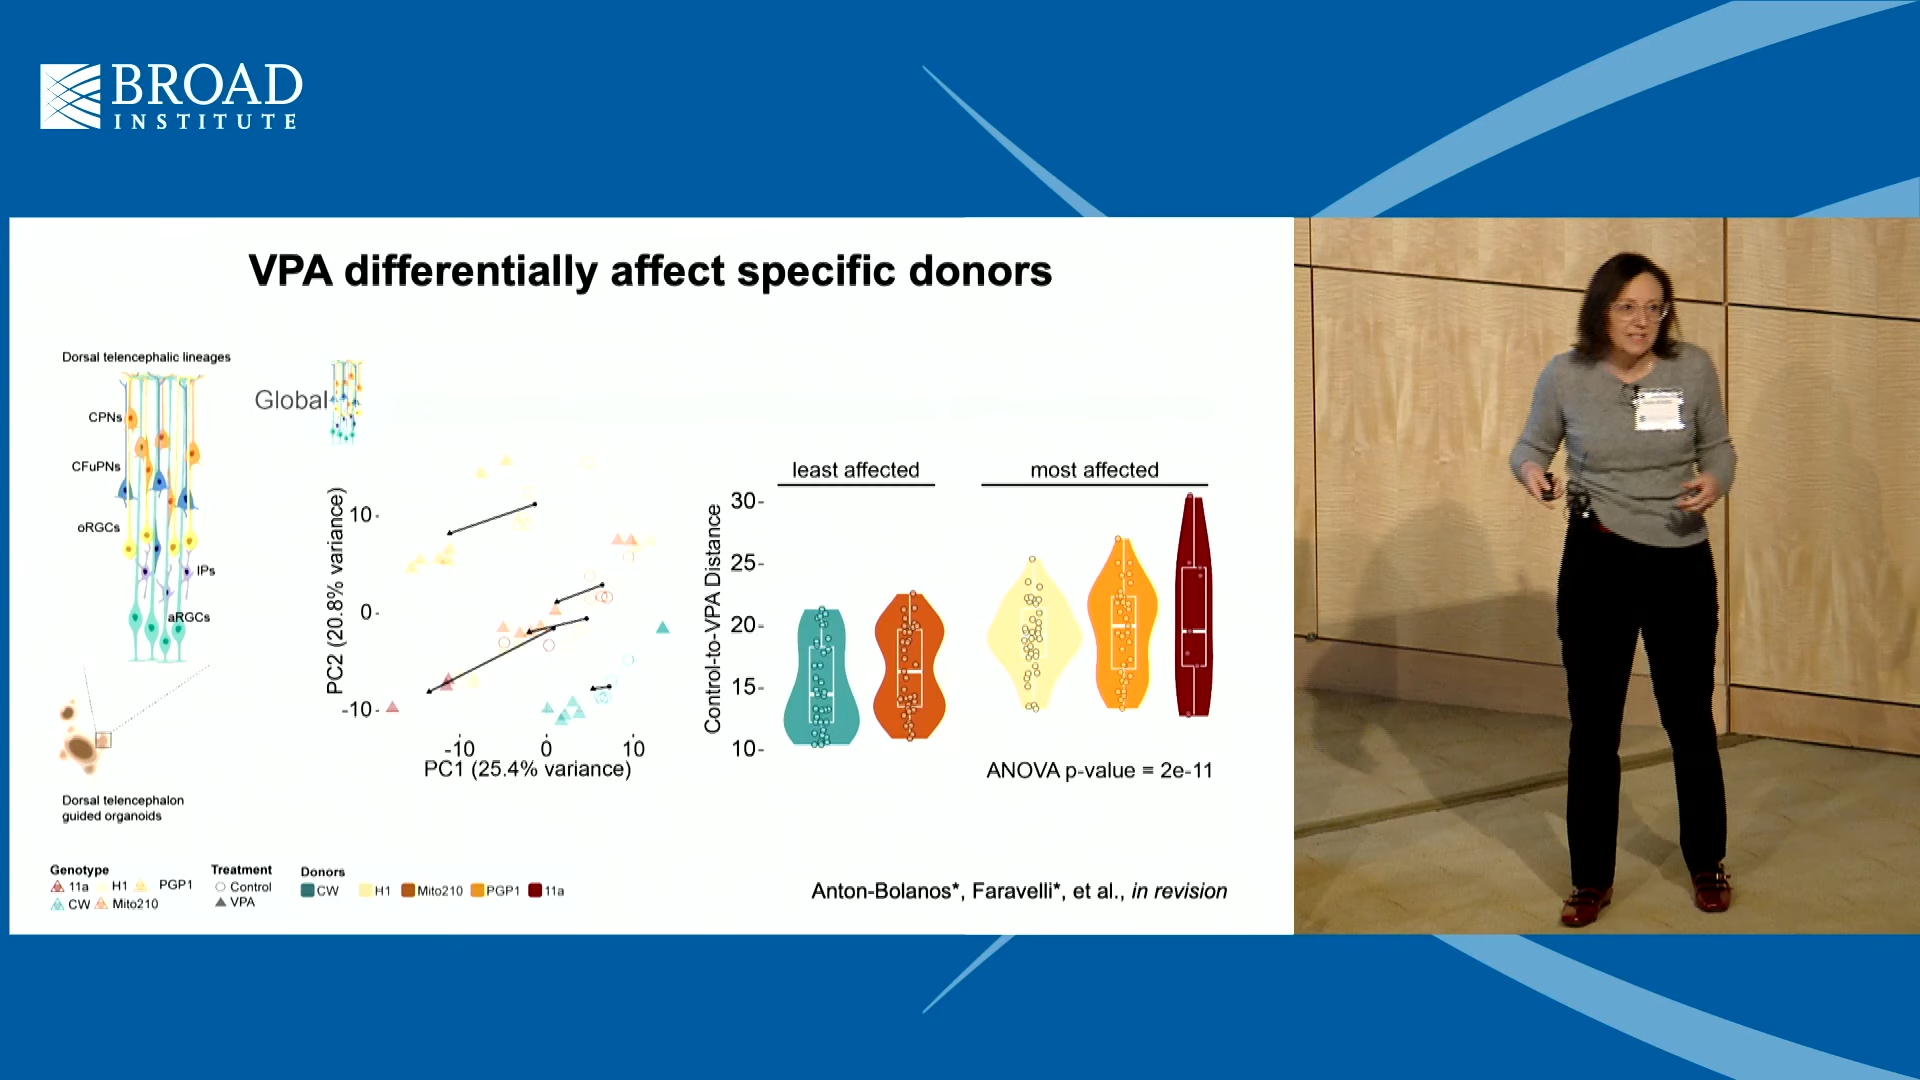 BROAD
INSTITUTE
VPA differentially affect specific donors
Dorsal telencephalic lineages
CPNs
CFuPNs
oRGCs
IPs
aRGCs
Dorsal telencephalon
guided organoids
Global
PC2 (20.8% variance)
10
0
-10
-10 0 10
PC1 (25.4% variance)
least affected
most affected
Control-to-VPA Distance
30
25
20
15
10
ANOVA p-value = 2e-11
Genotype
11a H1 PGP1
CW Mito210
Treatment
Control
VPA
Donors
CW H1 Mito210 PGP1 11a
Anton-Bolanos*, Faravelli*, et al., in revision